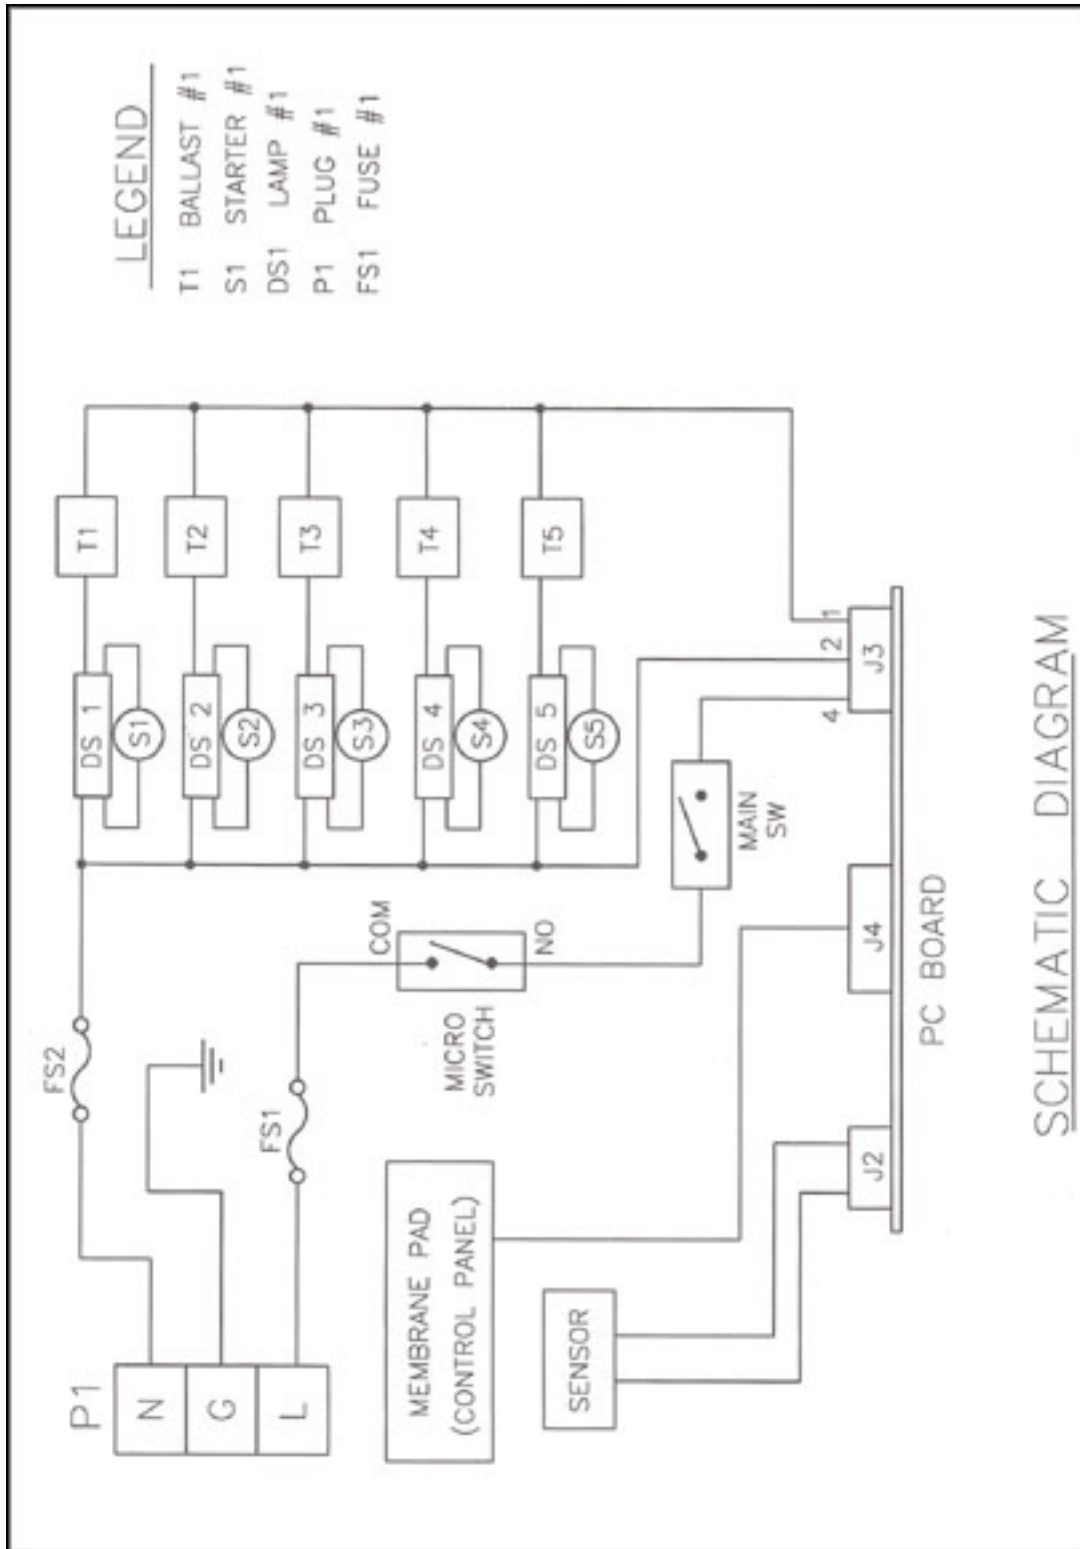 LEGEND
T1 BALLAST #1
S1 STARTER #1
DS1 LAMP #1
P1 PLUG #1
FS1 FUSE #1
P1
N
G
L
FS2
FS1
DS 1
S1
T1
DS 2
S2
T2
DS 3
S3
T3
DS 4
S4
T4
DS 5
S5
T5
COM
NO
MICRO
SWITCH
MAIN
SW
MEMBRANE PAD
(CONTROL PANEL)
SENSOR
4
2
1
J2
J4
J3
PC BOARD
SCHEMATIC DIAGRAM